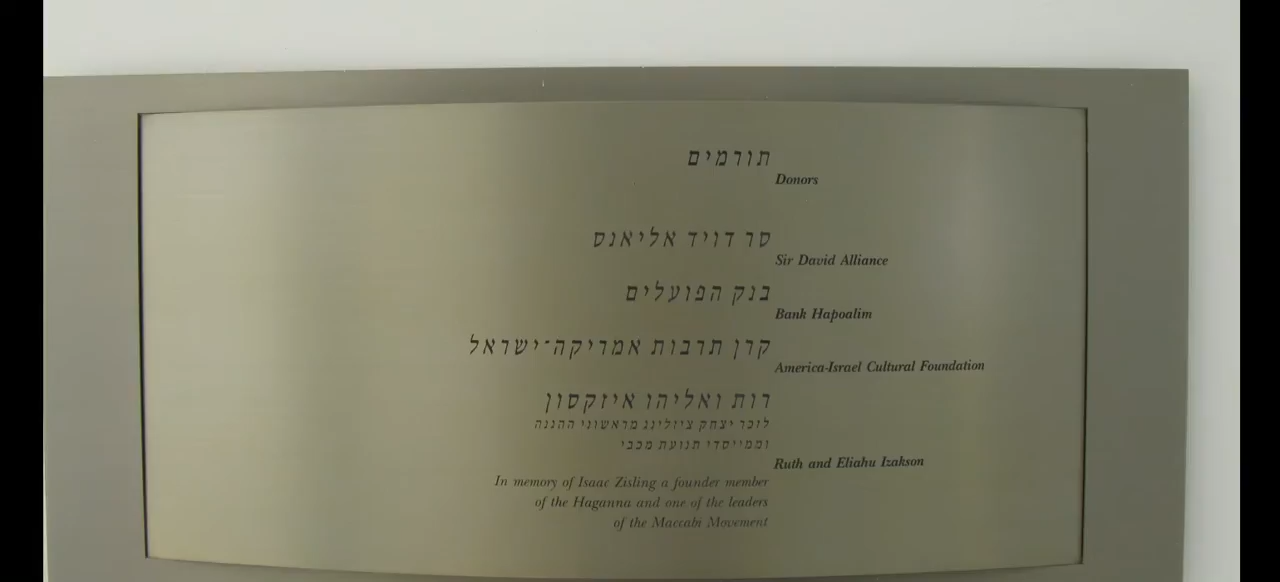 תורמים
Donors
סר דויד אליאנס
Sir David Alliance
בנק הפועלים
Bank Hapoalim
קרן תרבות אמריקה־ישראל
America-Israel Cultural Foundation
רות ואליהו איזקסון
לזכר יצחק ציזלינג מראשוני ההגנה
וממייסדי תנועת מכבי
Ruth and Eliahu Izakson
In memory of Isaac Zisling a founder member
of the Haganna and one of the leaders
of the Maccabi Movement